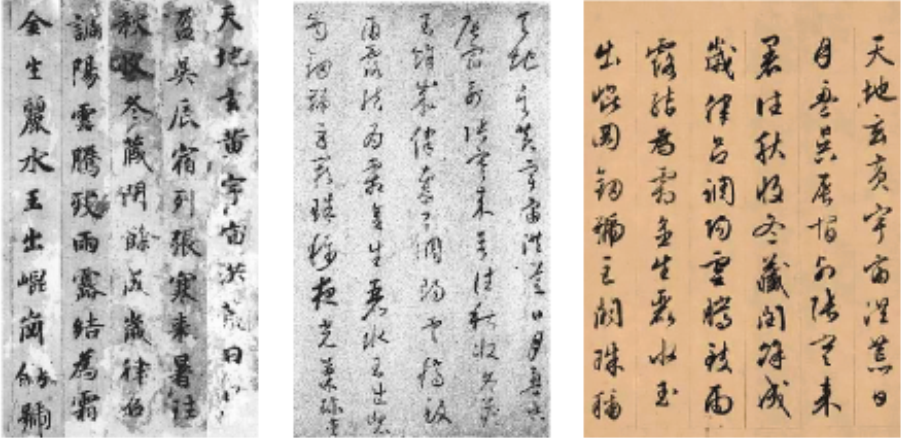 天地玄黃宇宙洪荒日月
盈昃辰宿列張寒來暑往
秋收冬藏閏餘成歲律召
調陽雲騰致雨露結為霜
金生麗水玉出崐崗劍號
天地玄黃宇宙洪荒日月盈昃
辰宿列張寒來暑往秋收冬藏
閏餘成歲律呂調陽雲騰致
雨露結為霜金生麗水玉出崐
崗劍號巨闕珠稱夜光菓珍李
天地玄黃宇宙洪荒日
月盈昃辰宿列張寒來
暑往秋收冬藏閏餘成
歲律呂調陽雲騰致雨
露結為霜金生麗水玉
出崐岡劍號巨闕珠稱